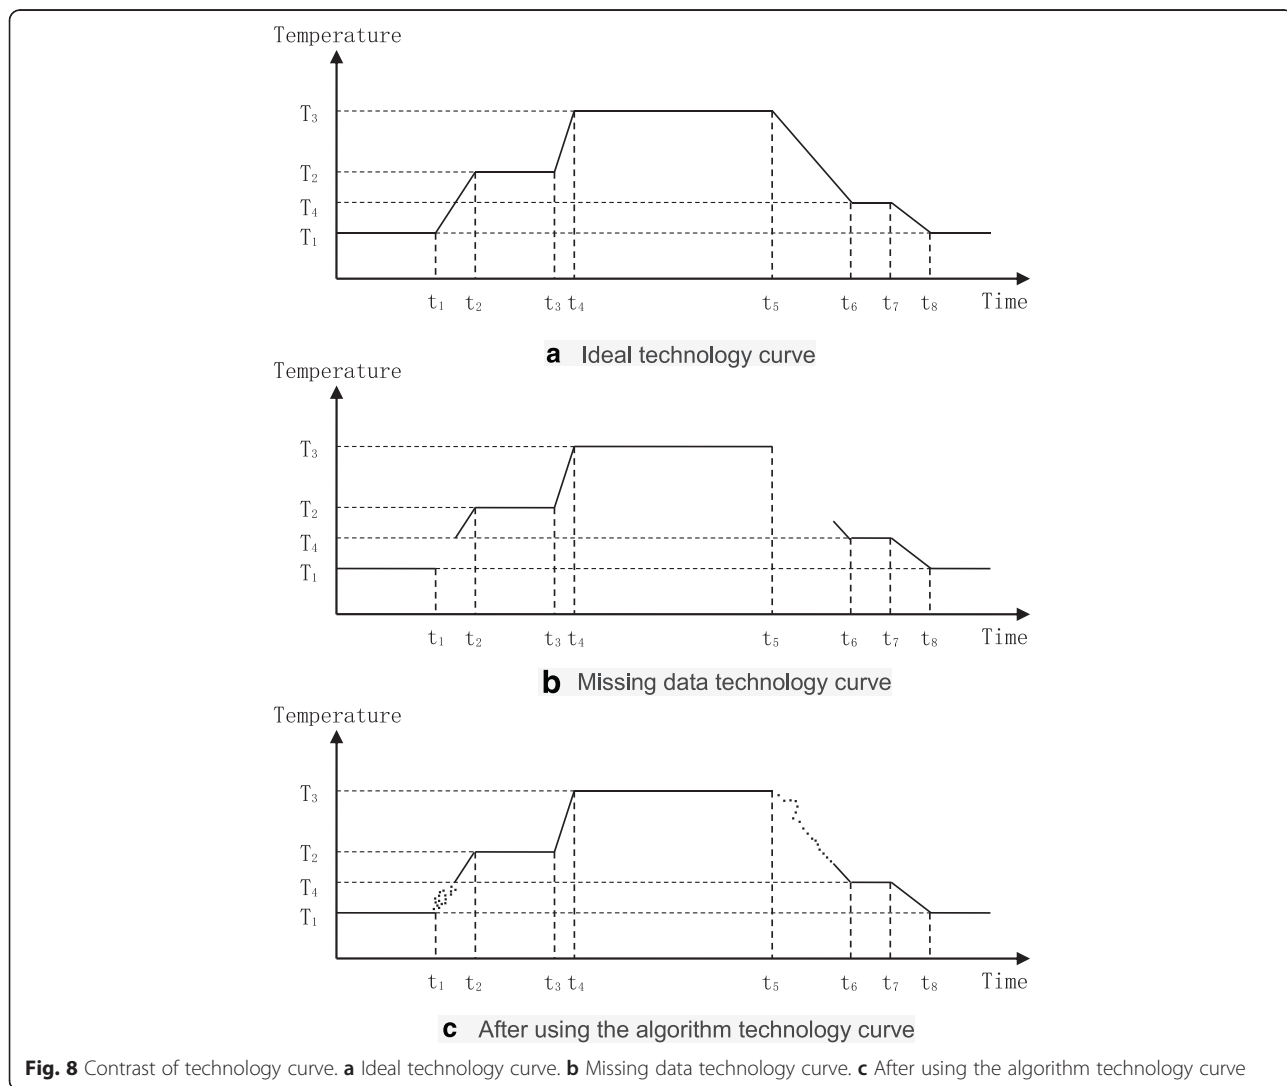 Temperature
T₃
T₂
T₄
T₁
t₁ t₂ t₃ t₄ t₅ t₆ t₇ t₈ Time
a Ideal technology curve
Temperature
T₃
T₂
T₄
T₁
t₁ t₂ t₃ t₄ t₅ t₆ t₇ t₈ Time
b Missing data technology curve
Temperature
T₃
T₂
T₄
T₁
t₁ t₂ t₃ t₄ t₅ t₆ t₇ t₈ Time
c After using the algorithm technology curve
Fig. 8 Contrast of technology curve. a Ideal technology curve. b Missing data technology curve. c After using the algorithm technology curve